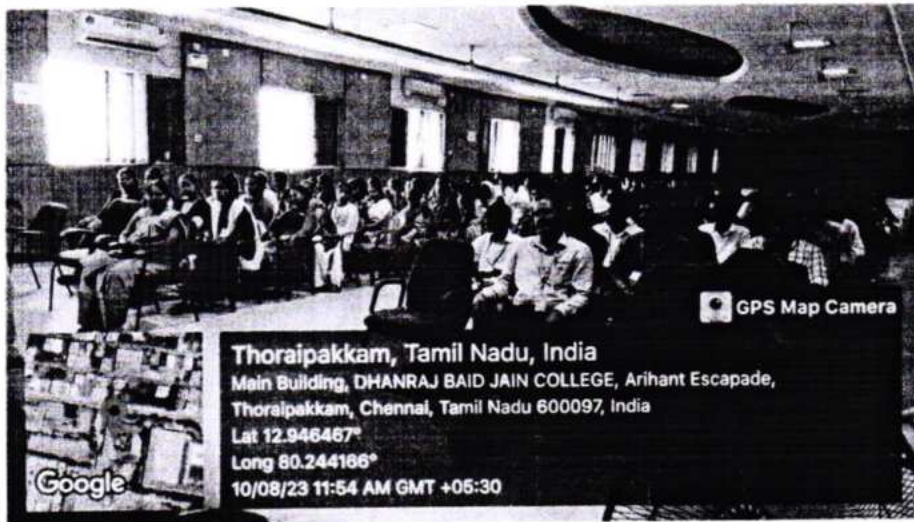 GPS Map Camera
Thoraipakkam, Tamil Nadu, India
Main Building, DHANRAJ BAID JAIN COLLEGE, Arihant Escapade,
Thoraipakkam, Chennai, Tamil Nadu 600097, India
Lat 12.946467°
Long 80.244166°
10/08/23 11:54 AM GMT +05:30
Google